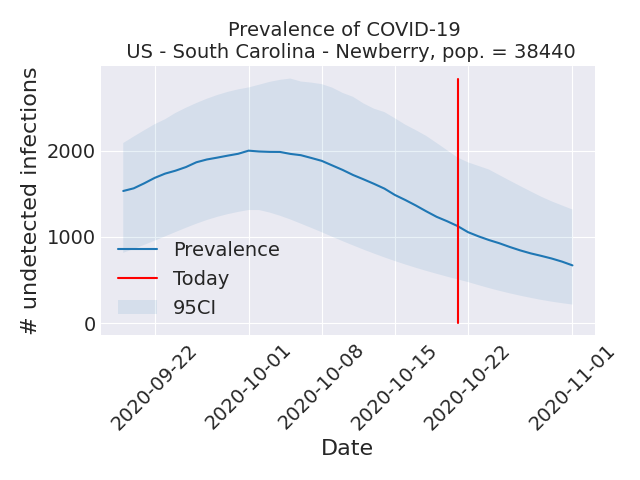 Prevalence of COVID-19
US - South Carolina - Newberry, pop. = 38440
# undetected infections
2000
1000
0
Prevalence
Today
95CI
2020-09-22
2020-10-01
2020-10-08
2020-10-15
2020-10-22
2020-11-01
Date